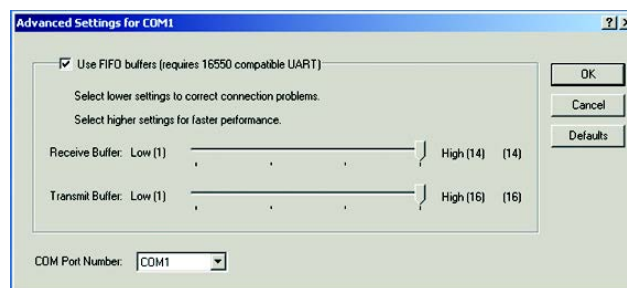 Advanced Settings for COM1
Use FIFO buffers (requires 16550 compatible UART)
OK
Select lower settings to correct connection problems.
Cancel
Select higher settings for faster performance.
Defaults
Receive Buffer: Low (1) High (14) (14)
Transmit Buffer: Low (1) High (16) (16)
COM Port Number: COM1